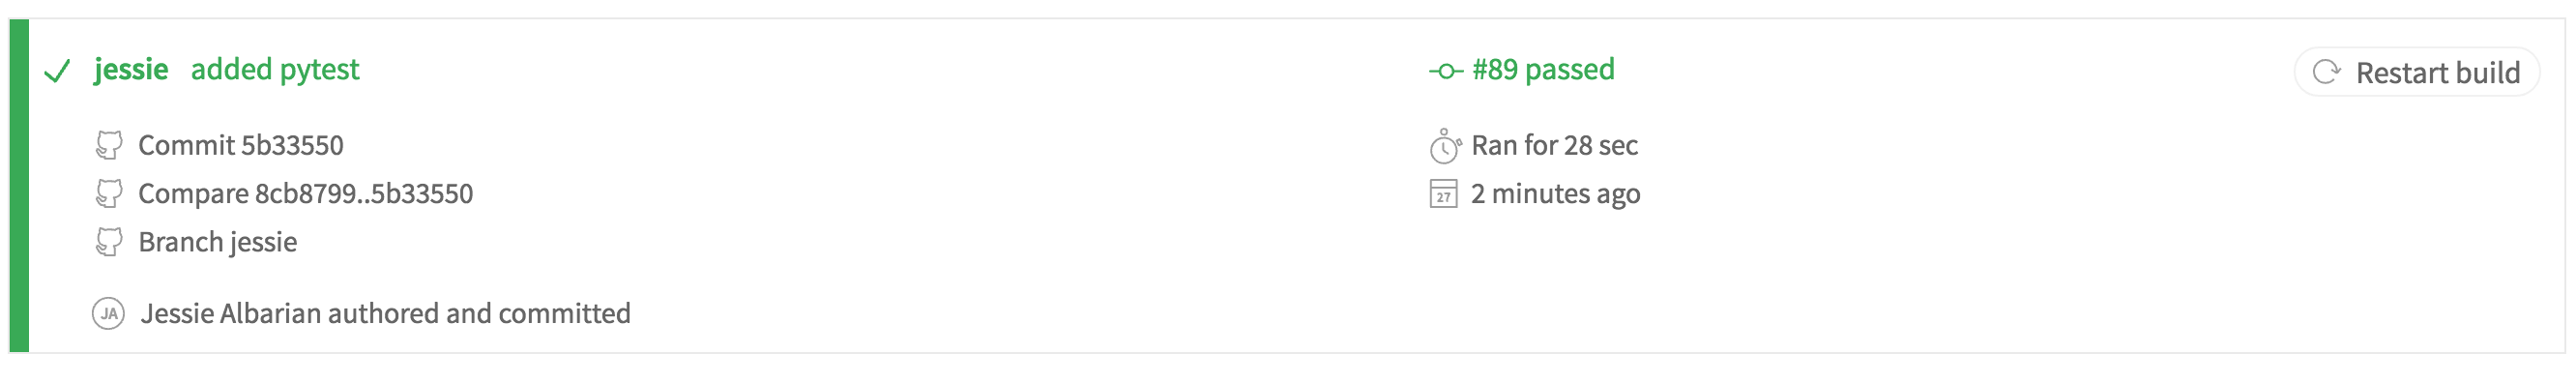 jessie added pytest
#89 passed
Restart build
Commit 5b33550
Compare 8cb8799..5b33550
Branch jessie
Ran for 28 sec
27 2 minutes ago
JA Jessie Albarian authored and committed